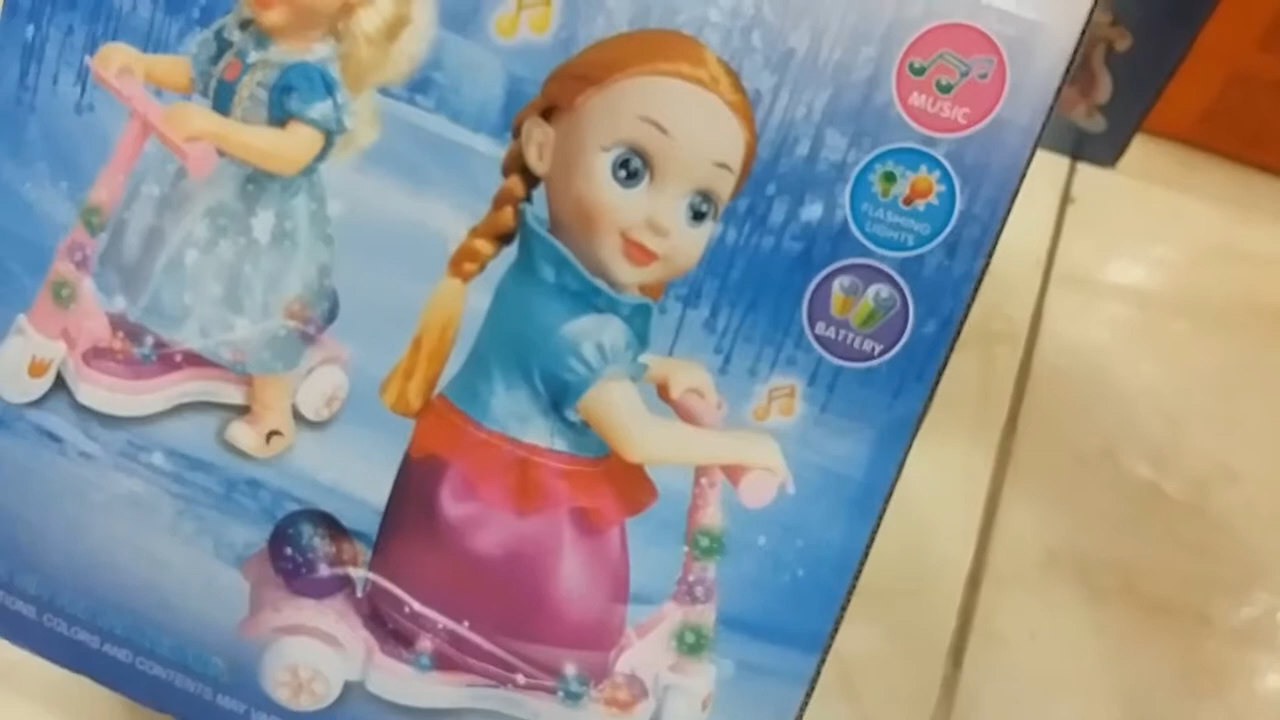 MUSIC
FLASHING
LIGHTS
BATTERY
COLORS AND CONTENTS MAY